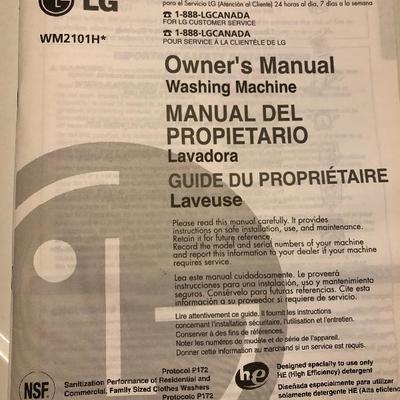 LG
para el Servicio LG (Atención al Cliente) 24 horas al día, 7 días a la semana
☎ 1-888-LGCANADA
FOR LG CUSTOMER SERVICE
☎ 1-888-LGCANADA
POUR SERVICE À LA CLIENTÈLE DE LG
WM2101H*
Owner's Manual
Washing Machine
MANUAL DEL
PROPIETARIO
Lavadora
GUIDE DU PROPRIÉTAIRE
Laveuse
Please read this manual carefully. It provides
instructions on safe installation, use, and maintenance.
Retain it for future reference.
Record the model and serial numbers of your machine
and report this information to your dealer if your machine
requires service.
Lea este manual cuidadosamente. Le proveerá
instrucciones para una instalación, uso y mantenimiento
seguros. Consérvelo para futuras referencias. Cite esta
información a su proveedor si requiere de servicio.
Lire attentivement ce guide. Il fournit les instructions
concernant l'installation sécuritaire, l'utilisation et l'entretien.
Conserver à des fins de références.
Noter les numéros de modèle et de série de l'appareil.
Donner cette information au marchand si un service est requis.
NSF
Sanitization Performance of Residential and
Commercial, Family Sized Clothes Washers
Protocol P172
Protocolo P172
he
Designed specially to use only
HE (High Efficiency) detergent
Diseñada especialmente para utilizar
solamente detergente HE (Alta eficienc